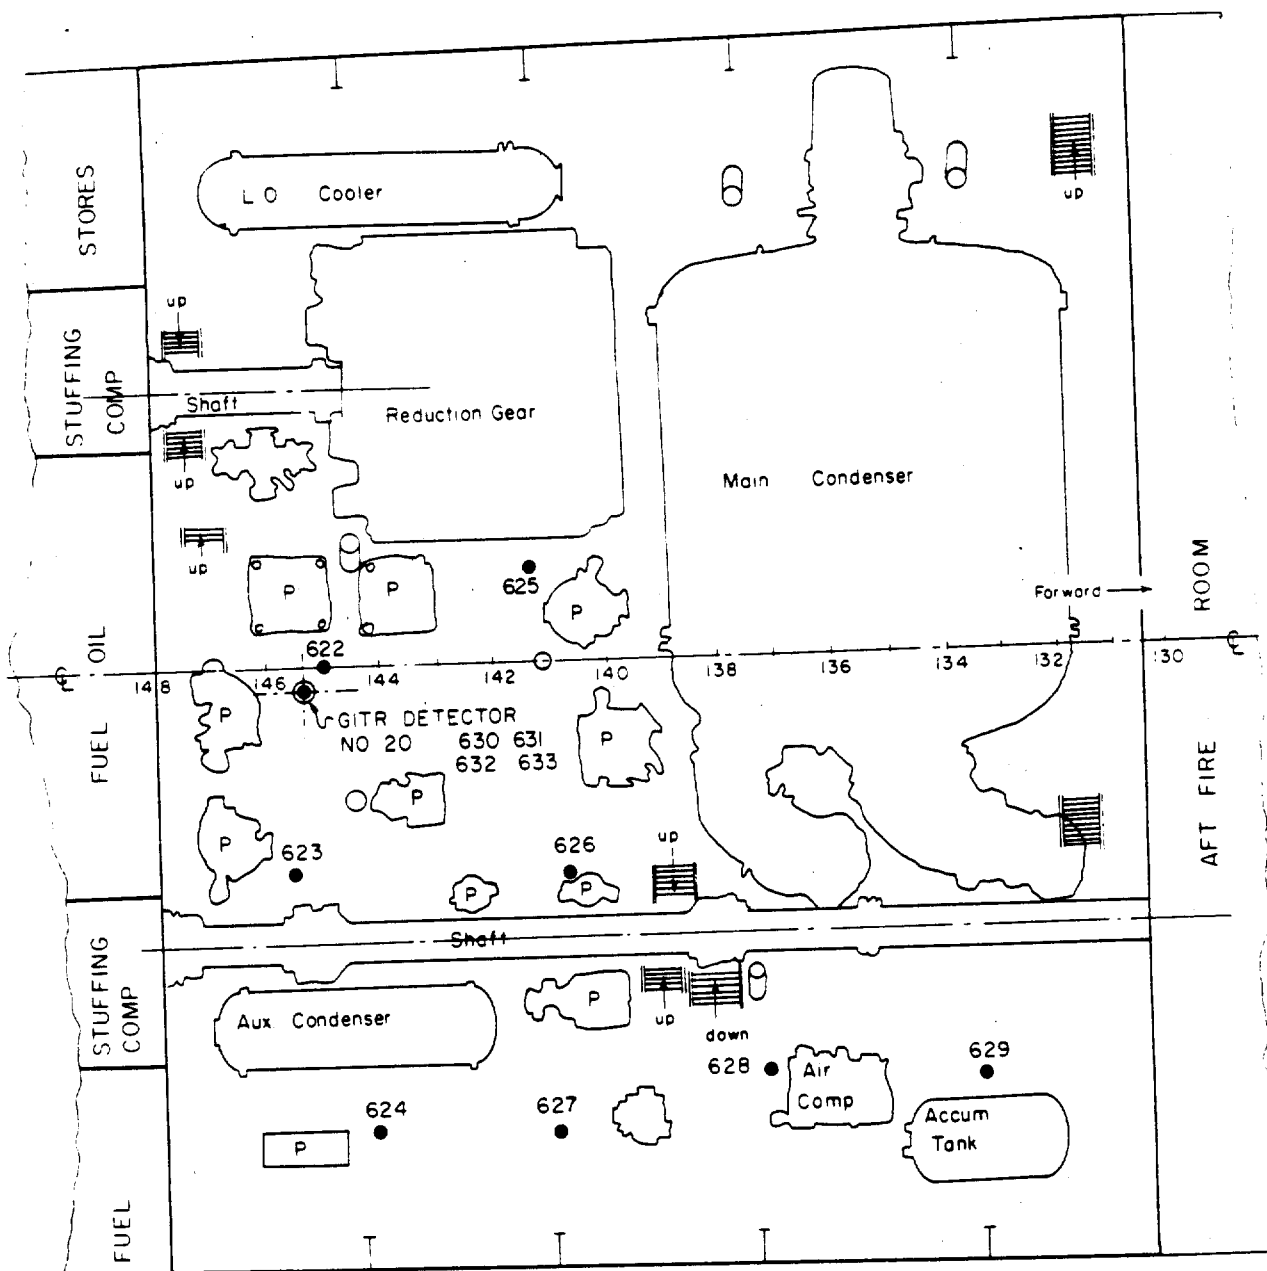 STORES
L O Cooler
up
up
STUFFING
COMP
Shaft
Reduction Gear
up
Main Condenser
up
P
P
625
P
Forward
ROOM
FUEL OIL
622
148
146
144
142
140
138
136
134
132
130
P
GITR DETECTOR
NO 20 630 631
632 633
P
P
AFT FIRE
P
623
626
up
P
P
Shaft
STUFFING
COMP
Aux Condenser
P
up
down
628
Air
Comp
629
624
627
Accum
Tank
P
FUEL